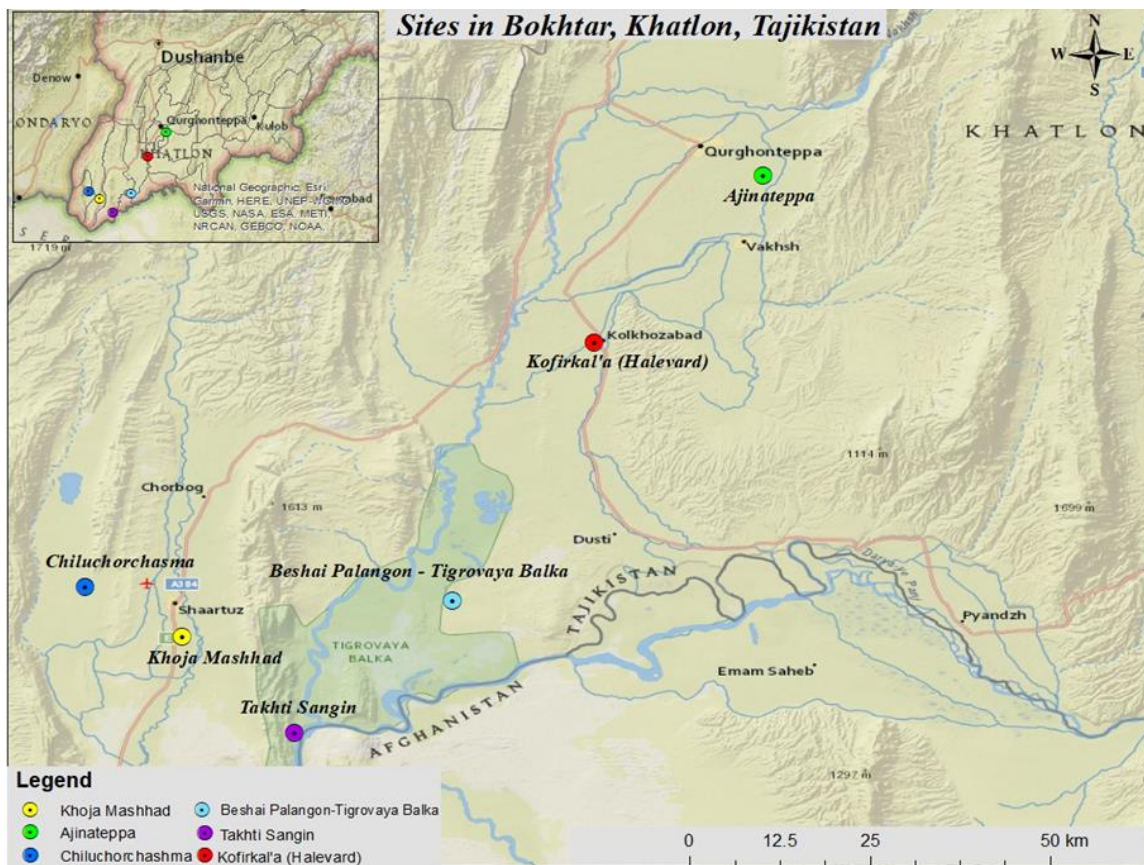 Sites in Bokhtar, Khatlon, Tajikistan
N
W E
S
Dushanbe
Denow
ONDARYO
Qurghonteppa
Kulob
KHATLON
National Geographic, Esri,
Garmin, HERE, UNEP-WCMC,
USGS, NASA, ESA, METI,
NRCAN, GEBCO, NOAA,
1719 m
Vakhsh
KHATLON
Qurghonteppa
Ajinateppa
Vakhsh
Kolkhozabad
Kofirkal'a (Halevard)
1114 m
Chorbog
1613 m
1699 m
Dusti
Chiluchorchasma
Beshai Palangon - Tigrovaya Balka
TAJIKISTAN
A384
Shaartuz
Pyandzh
Khoja Mashhad
TIGROVAYA
BALKA
Emam Saheb
Takhti Sangin
AFGHANISTAN
1297 m
Legend
Khoja Mashhad
Beshai Palangon-Tigrovaya Balka
Ajinateppa
Takhti Sangin
Chiluchorchashma
Kofirkal'a (Halevard)
0 12.5 25 50 km